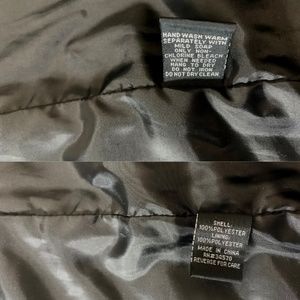 HAND WASH WARM
SEPARATELY WITH
MILD SOAP
ONLY NON-
CHLORINE BLEACH
WHEN NEEDED
HANG TO DRY
DO NOT IRON
DO NOT DRY CLEAN
SHELL:
100%POLYESTER
LINING:
100%POLYESTER
MADE IN CHINA
RN#34570
REVERSE FOR CARE